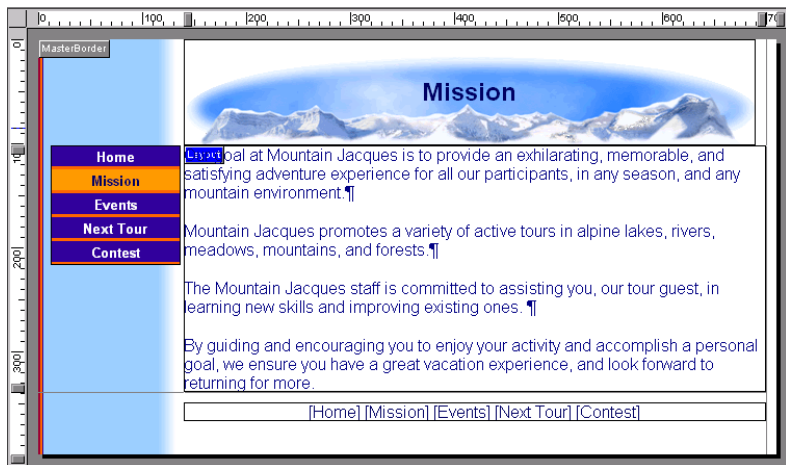 0 100 200 300 400 500 600
MasterBorder
Mission
Home
Mission
Events
Next Tour
Contest
Layout
oal at Mountain Jacques is to provide an exhilarating, memorable, and
satisfying adventure experience for all our participants, in any season, and any
mountain environment.¶
Mountain Jacques promotes a variety of active tours in alpine lakes, rivers,
meadows, mountains, and forests.¶
The Mountain Jacques staff is committed to assisting you, our tour guest, in
learning new skills and improving existing ones. ¶
By guiding and encouraging you to enjoy your activity and accomplish a personal
goal, we ensure you have a great vacation experience, and look forward to
returning for more.
[Home] [Mission] [Events] [Next Tour] [Contest]
0
100
200
300